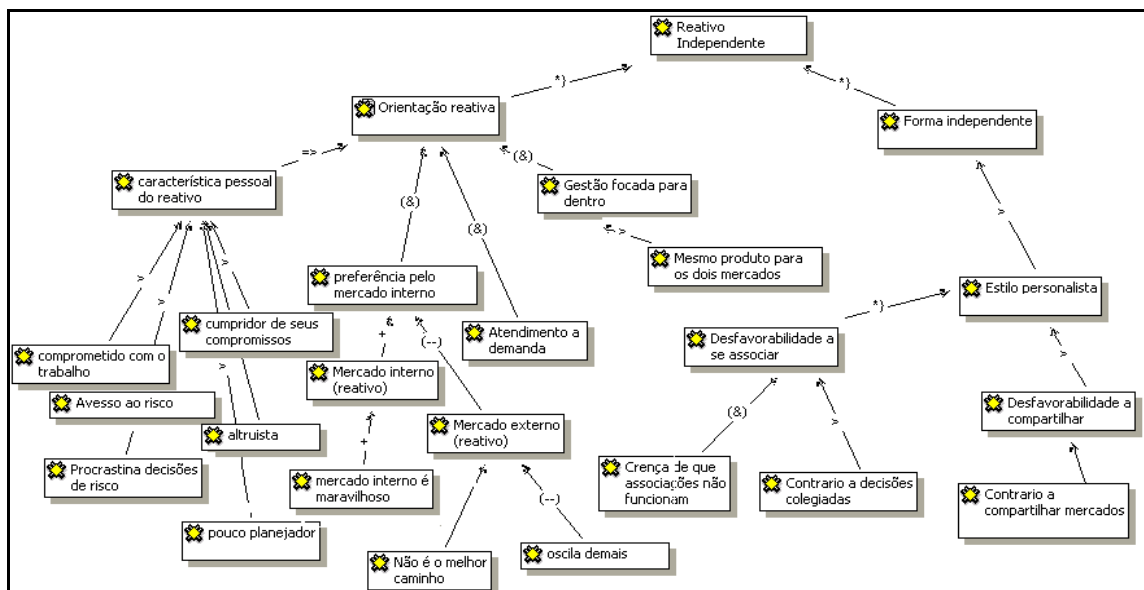 Reativo
Independente
*}
*}
Orientação reativa
Forma independente
=>
(&)
característica pessoal
do reativo
Gestão focada para
dentro
(&)
(&)
>
>
Mesmo produto para
os dois mercados
preferência pelo
mercado interno
Estilo personalista
>
>
>
>
*}
cumpridor de seus
compromissos
Atendimento a
demanda
Desfavorabilidade a
se associar
+
(--)
comprometido com o
trabalho
Mercado interno
(reativo)
>
>
Avesso ao risco
Desfavorabilidade a
compartilhar
(&)
>
altruista
Mercado externo
(reativo)
+
Procrastina decisões
de risco
mercado interno é
maravilhoso
Crença de que
associações não
funcionam
Contrario a decisões
colegiadas
Contrario a
compartilhar mercados
(--)
pouco planejador
Não é o melhor
caminho
oscila demais